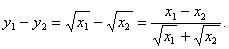 y₁ − y₂ = √x₁ − √x₂ = (x₁ − x₂)/(√x₁ + √x₂).